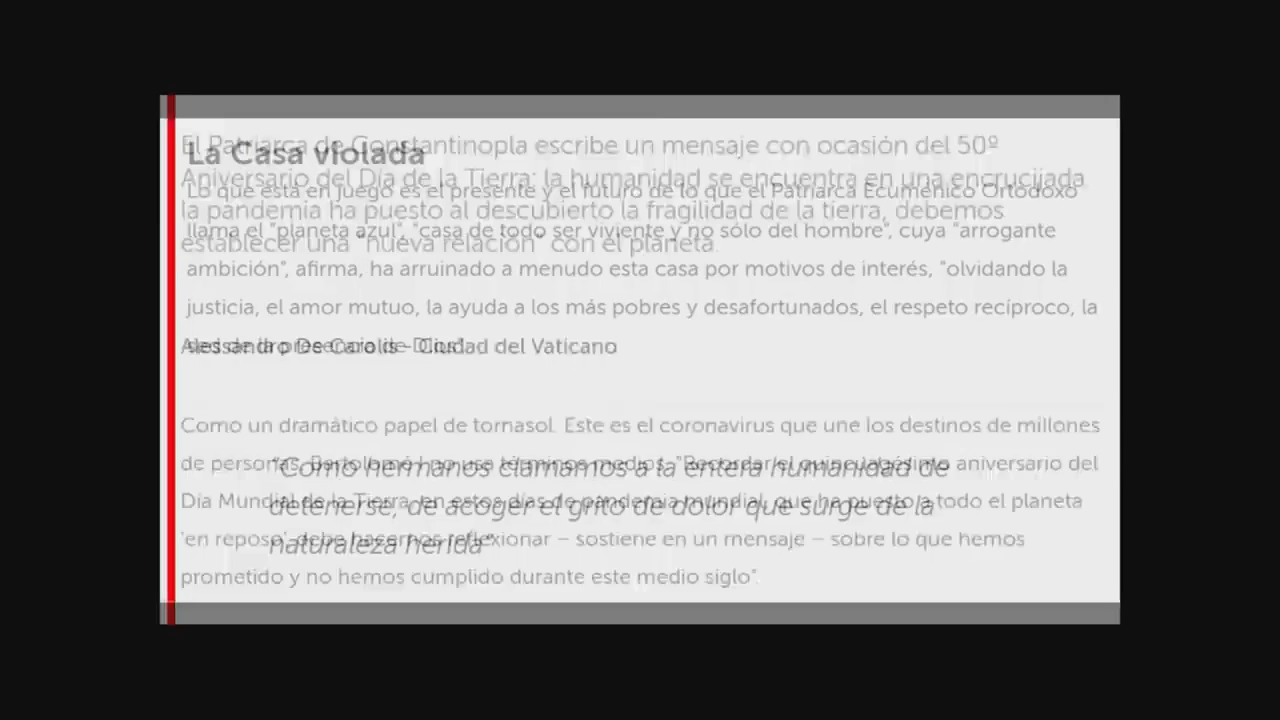 El Patriarca de Constantinopla escribe un mensaje con ocasión del 50º
Aniversario del Día de la Tierra: la humanidad se encuentra en una encrucijada
la pandemia ha puesto al descubierto la fragilidad de la tierra, debemos
establecer una "nueva relación" con el planeta.
Alessandro De Carolis - Ciudad del Vaticano
Como un dramático papel de tornasol. Este es el coronavirus que une los destinos de millones
de personas. Bartolomé I no usa términos medios. "Recordar el quincuagésimo aniversario del
Día Mundial de la Tierra, en estos días de pandemia mundial, que ha puesto a todo el planeta
'en reposo', debe hacernos reflexionar – sostiene en un mensaje – sobre lo que hemos
prometido y no hemos cumplido durante este medio siglo".
La Casa violada
Lo que está en juego es el presente y el futuro de lo que el Patriarca Ecuménico Ortodoxo
llama el "planeta azul", "casa de todo ser viviente y no sólo del hombre", cuya "arrogante
ambición", afirma, ha arruinado a menudo esta casa por motivos de interés, "olvidando la
justicia, el amor mutuo, la ayuda a los más pobres y desafortunados, el respeto recíproco, la
de la presencia de Dios".
"Como hermanos clamamos a la entera humanidad de
detenerse, de acoger el grito de dolor que surge de la
naturaleza herida"